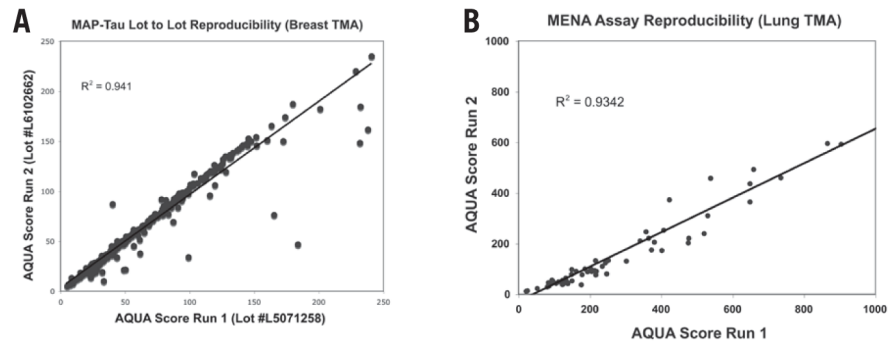 A
MAP-Tau Lot to Lot Reproducibility (Breast TMA)
250
200
150
100
50
0
R² = 0.941
AQUA Score Run 2 (Lot #L6102662)
0 50 100 150 200 250
AQUA Score Run 1 (Lot #L5071258)
B
MENA Assay Reproducibility (Lung TMA)
1000
800
600
400
200
0
R² = 0.9342
AQUA Score Run 2
0 200 400 600 800 1000
AQUA Score Run 1